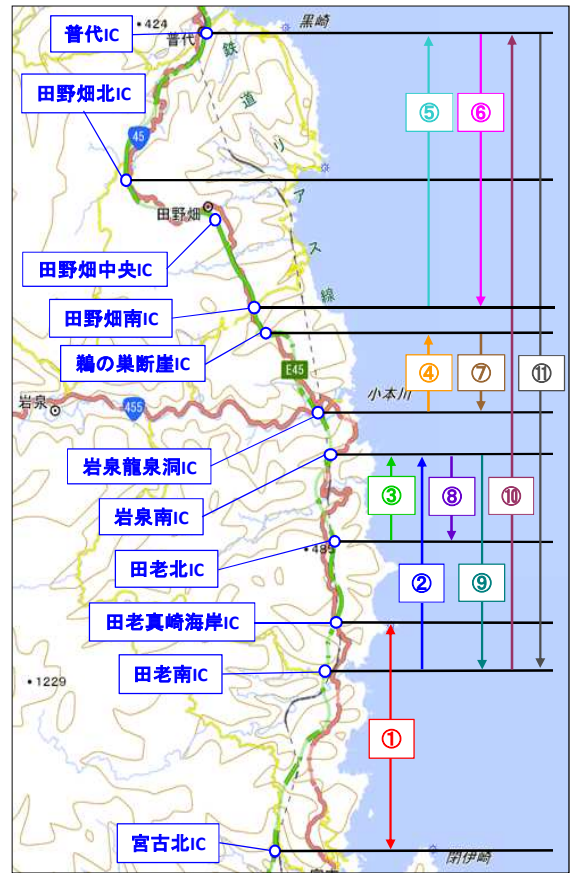 ・424
黒崎
普代IC
普代
鉄
道
リ
ア
ス
線
⑤
⑥
田野畑北IC
45
田野畑
田野畑中央IC
田野畑南IC
鵜の巣断崖IC
E45
④
⑦
⑪
小本川
岩泉
455
岩泉龍泉洞IC
岩泉南IC
③
⑧
⑩
田老北IC
・485
②
⑨
田老真崎海岸IC
田老南IC
・1229
①
宮古北IC
閉伊崎